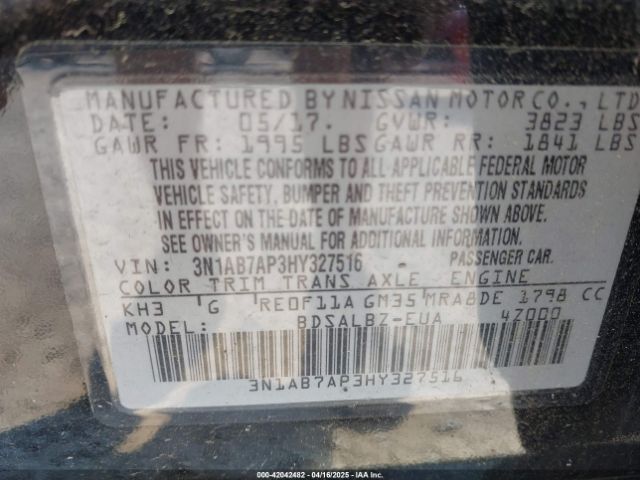 MANUFACTURED BY NISSAN MOTOR CO., LTD
DATE: 05/17. GVWR: 3823 LBS
GAWR FR: 1995 LBS GAWR RR: 1841 LBS
THIS VEHICLE CONFORMS TO ALL APPLICABLE FEDERAL MOTOR
VEHICLE SAFETY, BUMPER AND THEFT PREVENTION STANDARDS
IN EFFECT ON THE DATE OF MANUFACTURE SHOWN ABOVE.
SEE OWNER'S MANUAL FOR FURTHER INFORMATION.
VIN: 3N1AB7AP3HY327516 PASSENGER CAR.
COLOR TRIM TRANS AXLE ENGINE
KH3 G RE0F11A GM35 MRA8DE 1798 CC
MODEL: BDSALBZ-EUA 47000
3N1AB7AP3HY327516
000-42042482 - 04/16/2025 - IAAI.COM